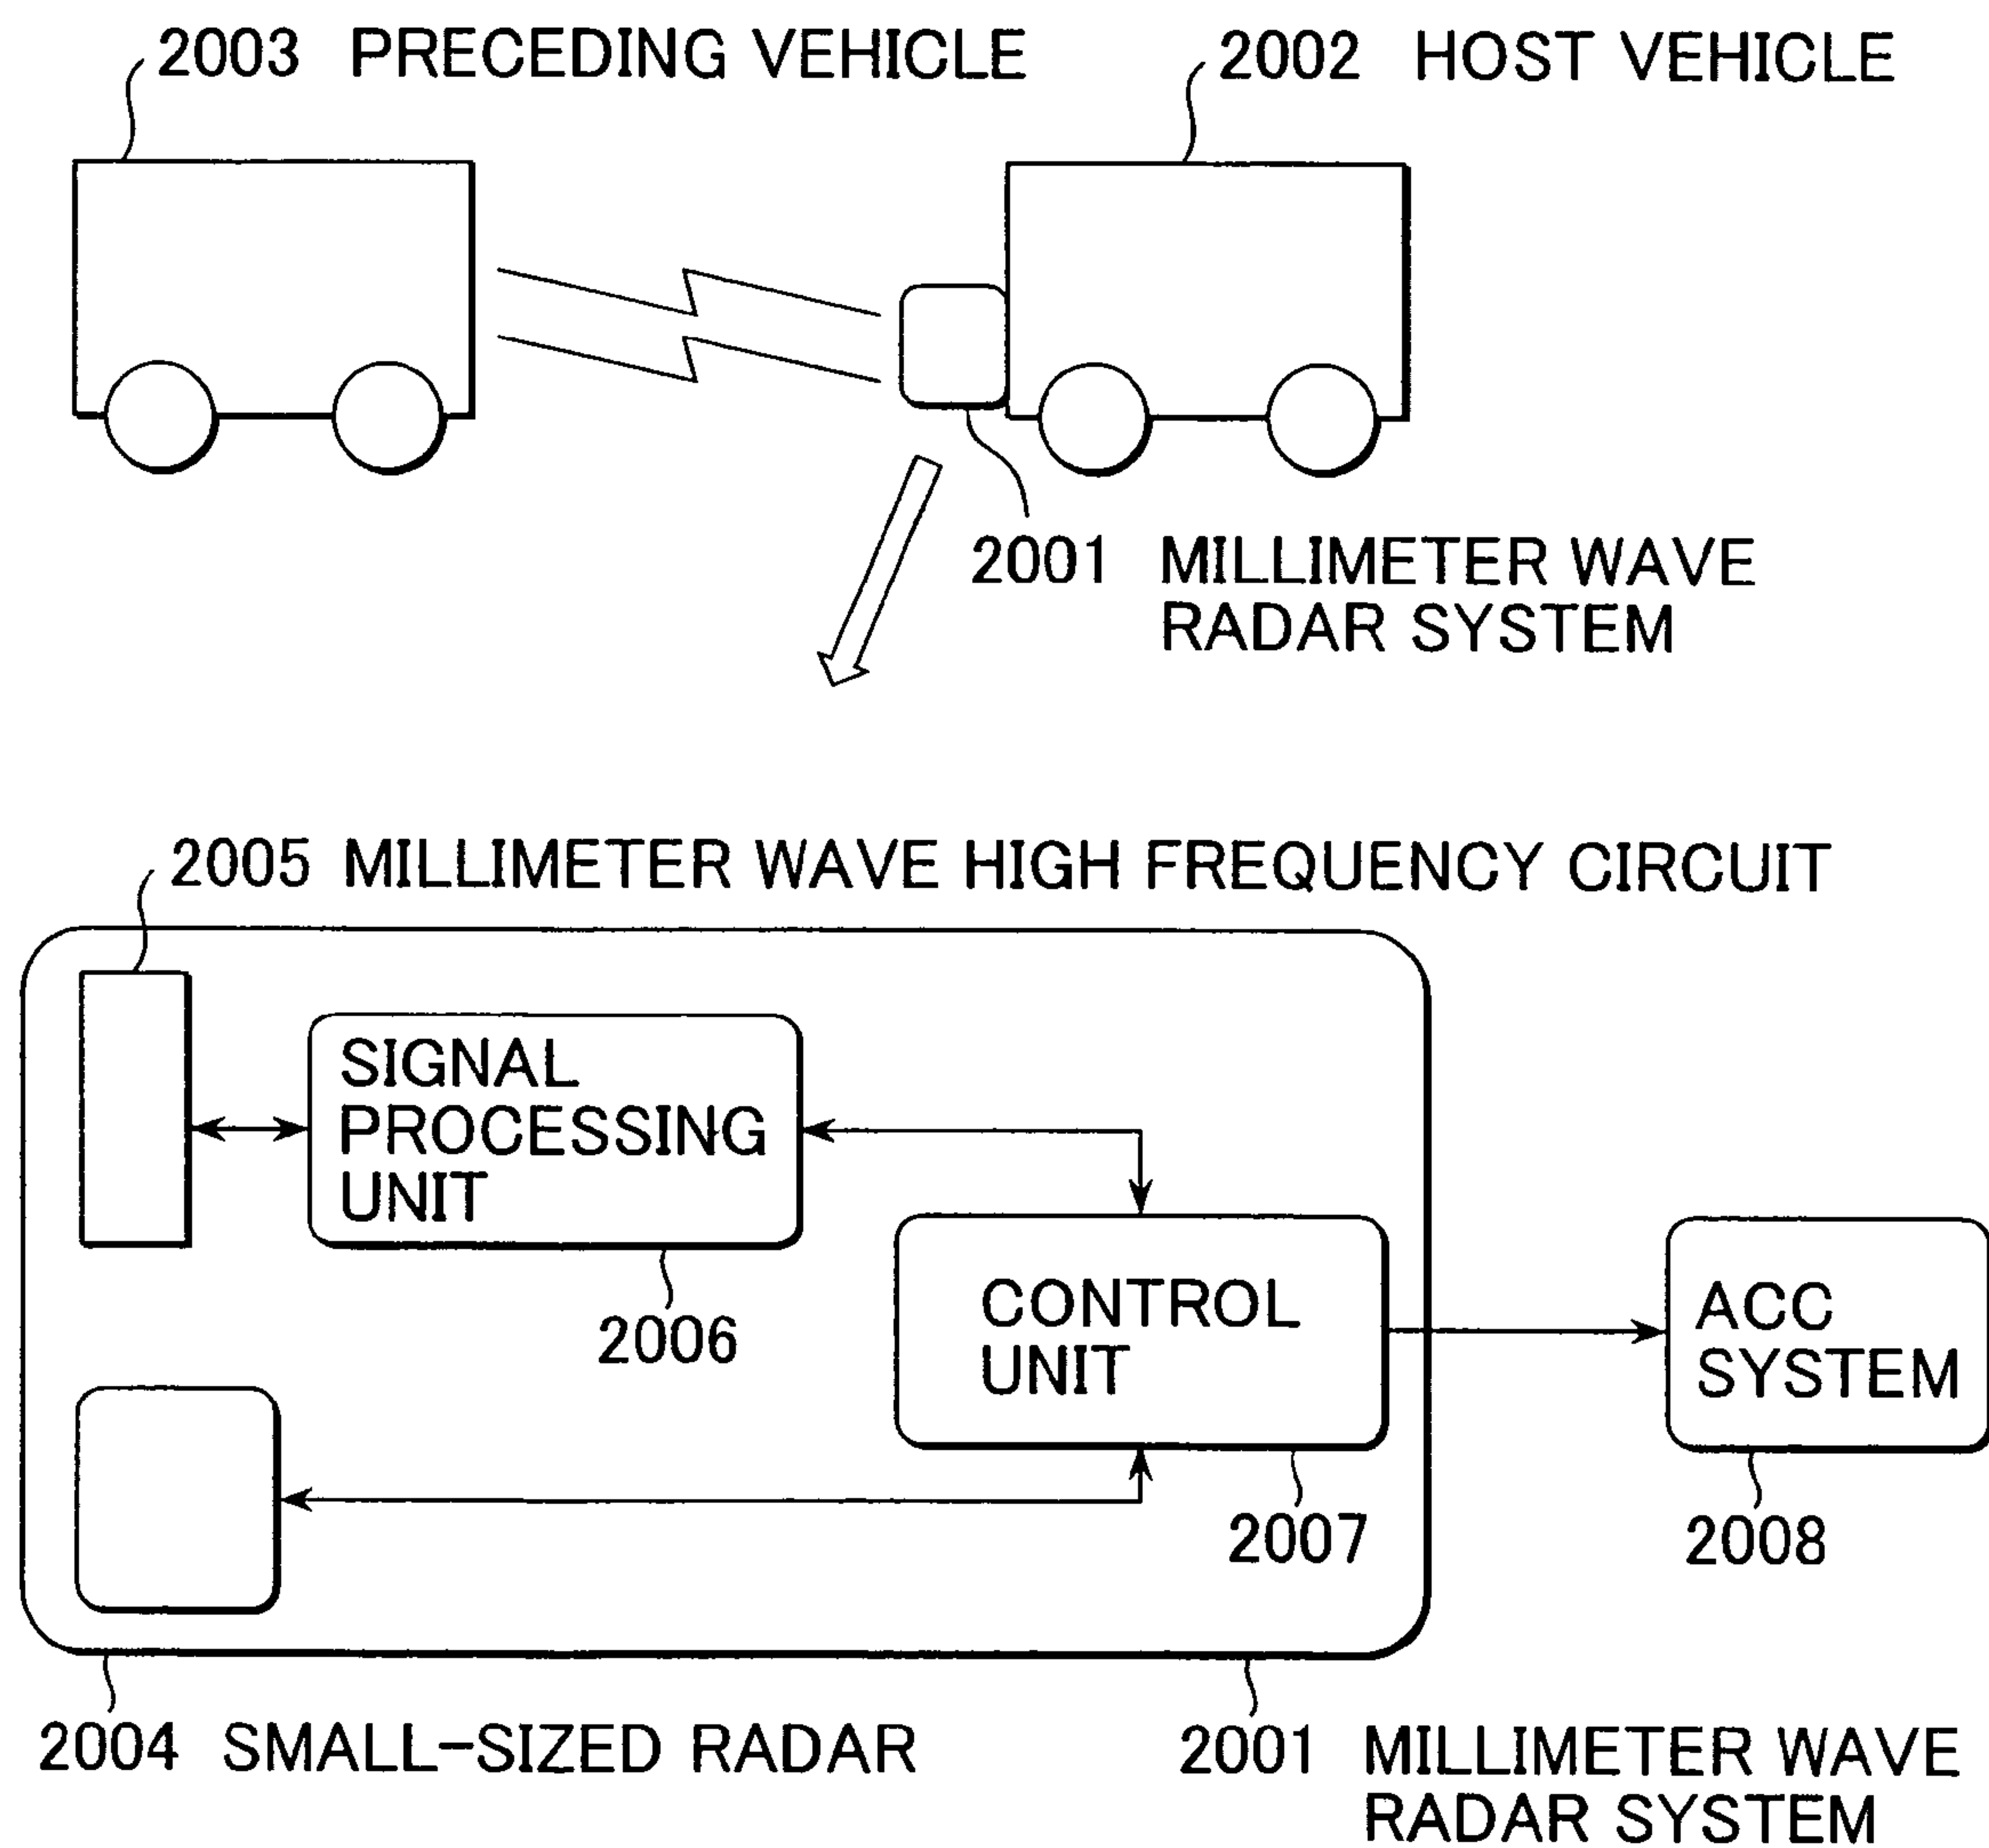 2003 PRECEDING VEHICLE
2002 HOST VEHICLE
2001 MILLIMETER WAVE
RADAR SYSTEM
2005 MILLIMETER WAVE HIGH FREQUENCY CIRCUIT
SIGNAL
PROCESSING
UNIT
2006
CONTROL
UNIT
2007
ACC
SYSTEM
2008
2004 SMALL-SIZED RADAR
2001 MILLIMETER WAVE
RADAR SYSTEM